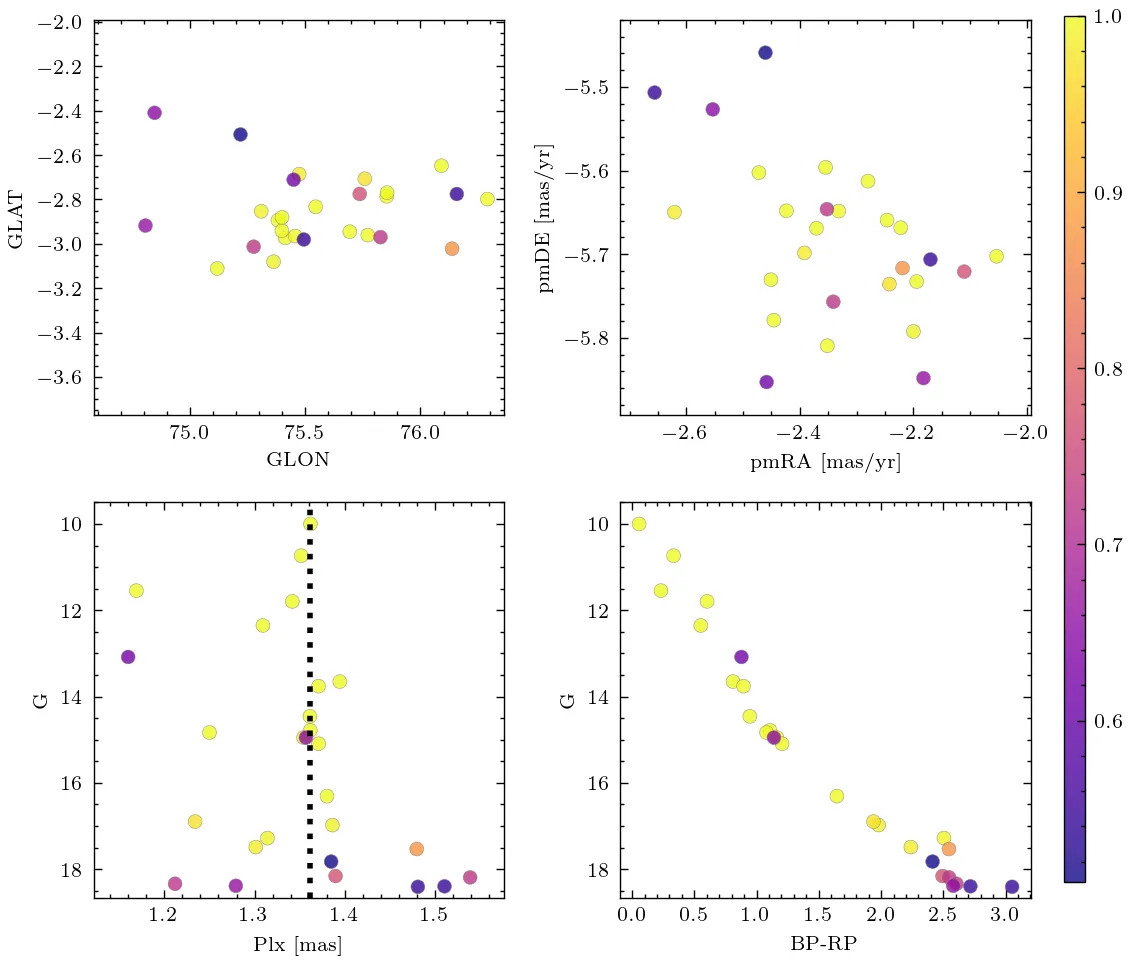 −2.0
−2.2
−2.4
−2.6
−2.8
−3.0
−3.2
−3.4
−3.6
GLAT
75.0 75.5 76.0
GLON
−5.5
−5.6
−5.7
−5.8
pmDE [mas/yr]
−2.6 −2.4 −2.2 −2.0
pmRA [mas/yr]
10
12
14
16
18
G
1.2 1.3 1.4 1.5
Plx [mas]
10
12
14
16
18
G
0.0 0.5 1.0 1.5 2.0 2.5 3.0
BP-RP
1.0
0.9
0.8
0.7
0.6